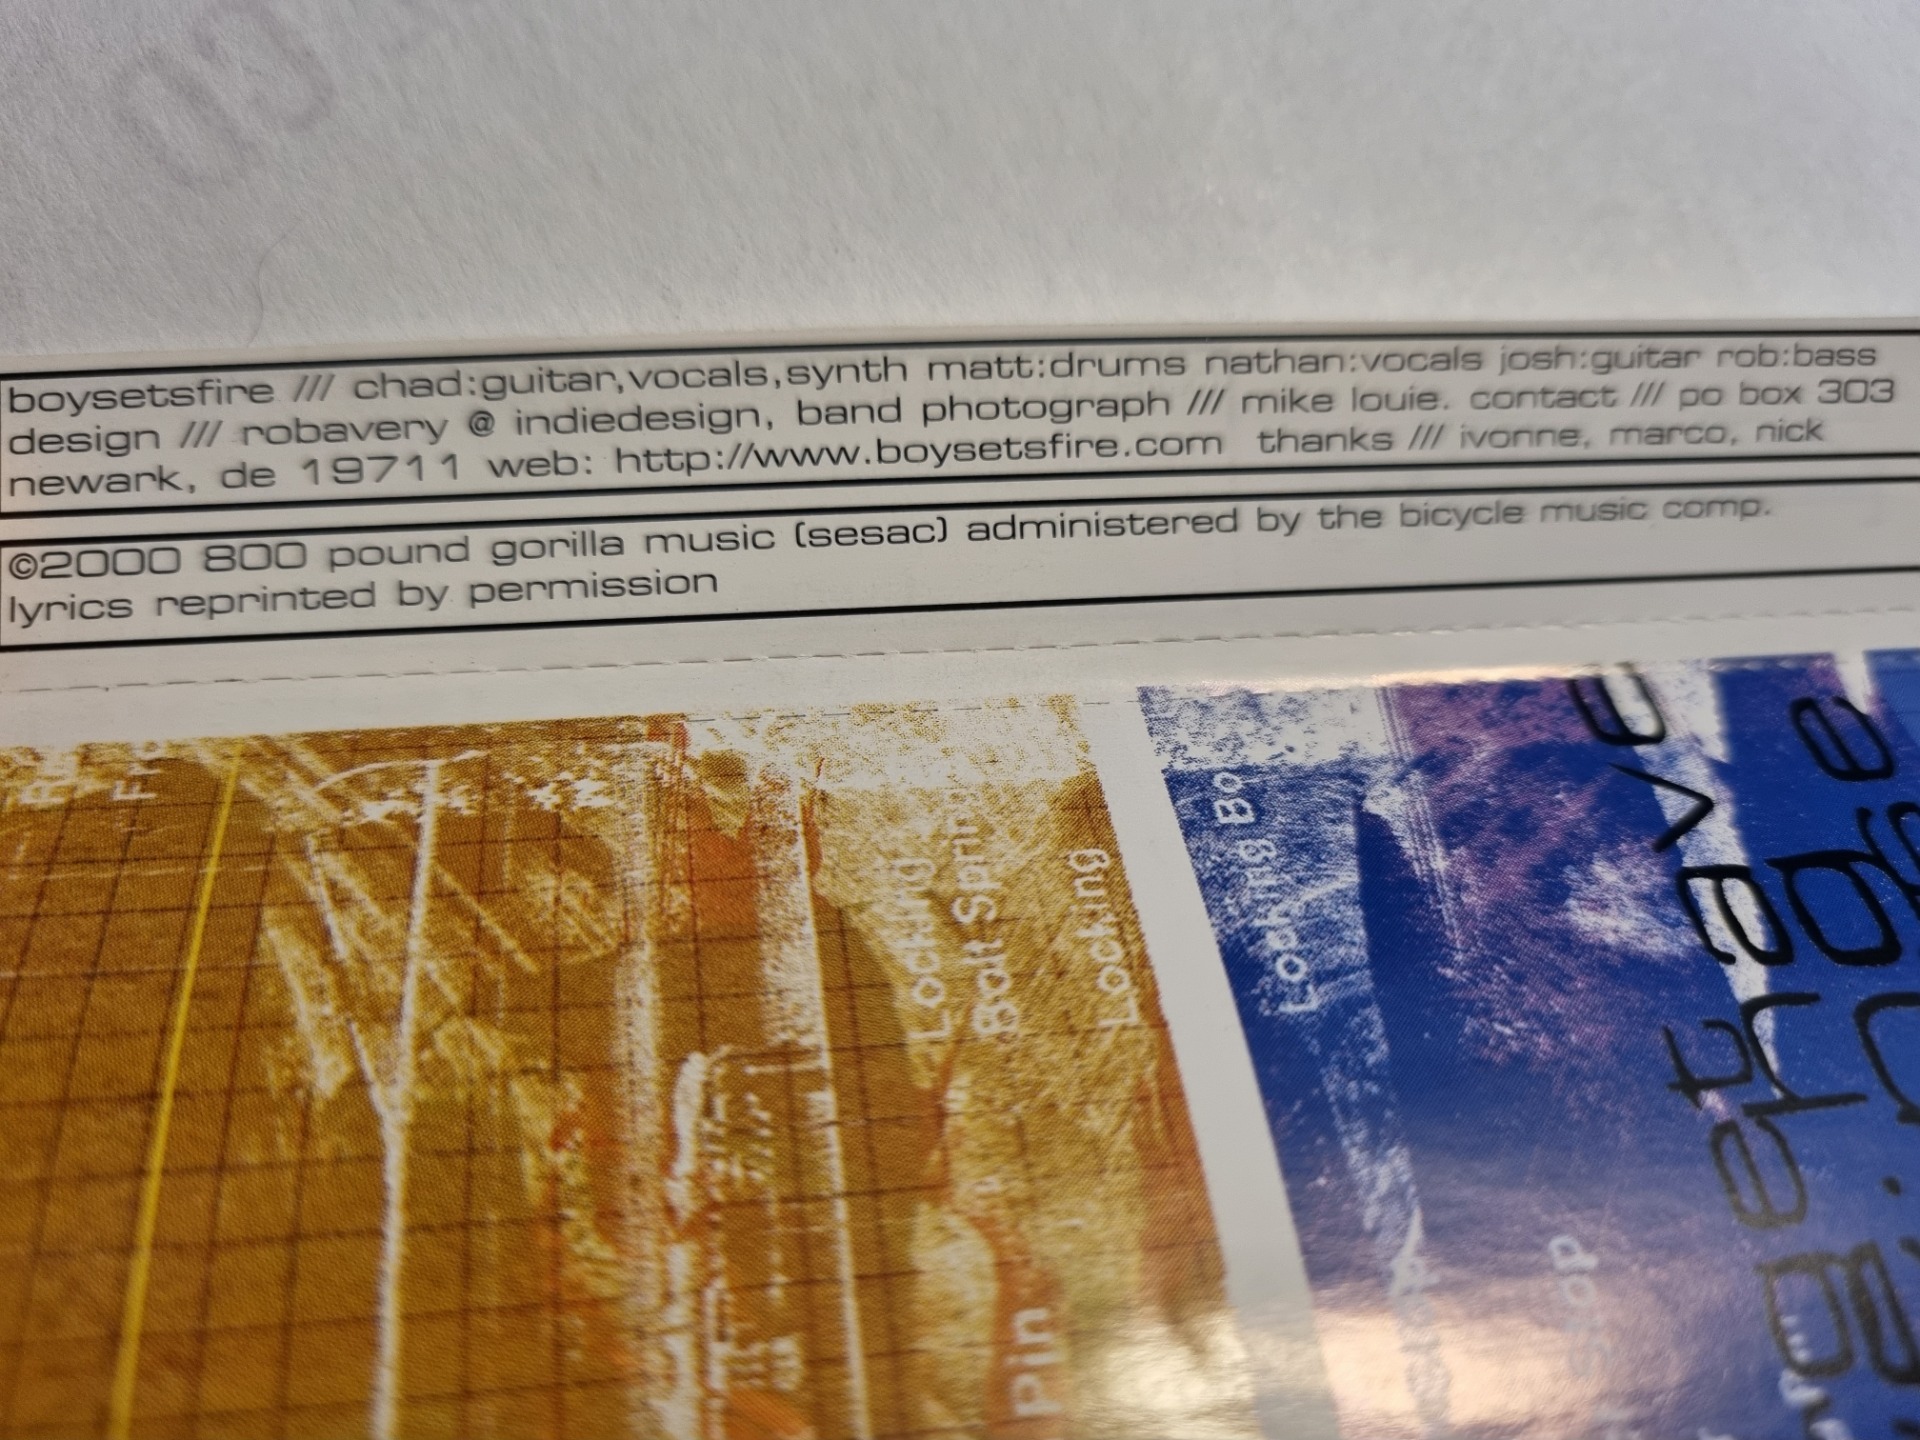 boysetsfire /// chad:guitar,vocals,synth matt:drums nathan:vocals josh:guitar rob:bass
design /// robavery @ indiedesign, band photograph /// mike louie. contact /// po box 303
newark, de 19711 web: http://www.boysetsfire.com thanks /// ivonne, marco, nick
©2000 800 pound gorilla music (sesac) administered by the bicycle music comp.
lyrics reprinted by permission
Locking
Bolt Spring
Locking
Pin
Locking Bo